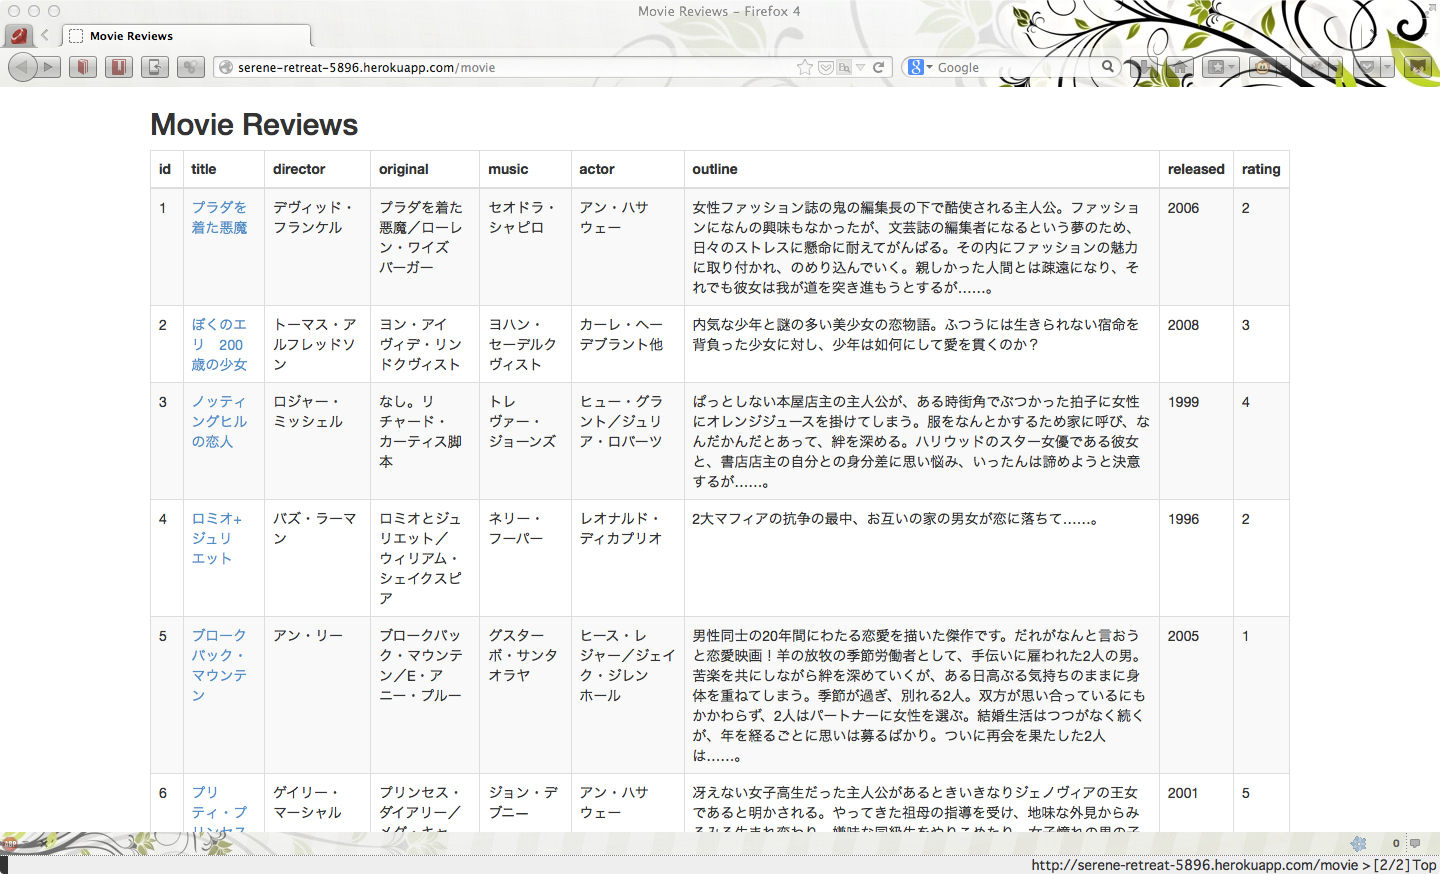 Movie Reviews – Firefox 4
Movie Reviews
serene-retreat-5896.herokuapp.com/movie
Google
Movie Reviews
id title director original music actor outline released rating
1
プラダを
着た悪魔
デヴィッド・
フランケル
プラダを着た
悪魔／ローレ
ン・ワイズ
バーガー
セオドラ・
シャピロ
アン・ハサ
ウェー
女性ファッション誌の鬼の編集長の下で酷使される主人公。ファッショ
ンになんの興味もなかったが、文芸誌の編集者になるという夢のため、
日々のストレスに懸命に耐えてがんばる。その内にファッションの魅力
に取り付かれ、のめり込んでいく。親しかった人間とは疎遠になり、そ
れでも彼女は我が道を突き進もうとするが……。
2006
2
2
ぼくのエ
リ　200
歳の少女
トーマス・ア
ルフレッドソ
ン
ヨン・アイ
ヴィデ・リン
ドクヴィスト
ヨハン・
セーデルク
ヴィスト
カーレ・ヘー
デブラント他
内気な少年と謎の多い美少女の恋物語。ふつうには生きられない宿命を
背負った少女に対し、少年は如何にして愛を貫くのか？
2008
3
3
ノッティ
ングヒル
の恋人
ロジャー・
ミッシェル
なし。リ
チャード・
カーティス脚
本
トレ
ヴァー・
ジョーンズ
ヒュー・グラ
ント／ジュリ
ア・ロバーツ
ぱっとしない本屋店主の主人公が、ある時街角でぶつかった拍子に女性
にオレンジジュースを掛けてしまう。服をなんとかするため家に呼び、な
んだかんだとあって、絆を深める。ハリウッドのスター女優である彼女
と、書店店主の自分との身分差に思い悩み、いったんは諦めようと決意
するが……。
1999
4
4
ロミオ+
ジュリ
エット
バズ・ラーマ
ン
ロミオとジュ
リエット／
ウィリアム・
シェイクスピ
ア
ネリー・
フーパー
レオナルド・
ディカプリオ
2大マフィアの抗争の最中、お互いの家の男女が恋に落ちて……。
1996
2
5
ブローク
バック・
マウンテ
ン
アン・リー
ブロークバッ
ク・マウンテ
ン／E・ア
ニー・プルー
グスター
ボ・サンタ
オラヤ
ヒース・レ
ジャー／ジェイ
ク・ジレン
ホール
男性同士の20年間にわたる恋愛を描いた傑作です。だれがなんと言おう
と恋愛映画！羊の放牧の季節労働者として、手伝いに雇われた2人の男。
苦楽を共にしながら絆を深めていくが、ある日高ぶる気持ちのままに身
体を重ねてしまう。季節が過ぎ、別れる2人。双方が思い合っているにも
かかわらず、2人はパートナーに女性を選ぶ。結婚生活はつつがなく続く
が、年を経るごとに思いは募るばかり。ついに再会を果たした2人
は……。
2005
1
6
プリ
ティ・プ
リンセス
ゲイリー・
マーシャル
プリンセス・
ダイアリー／
メグ・キャ
ジョン・デ
ブニー
アン・ハサ
ウェー
冴えない女子高生だった主人公があるときいきなりジェノヴィアの王女
であると明かされる。やってきた祖母の指導を受け、地味な外見からみ
るみる生まれ変わり、嫌味な同級生をやりこめたり、女子憧れの男の子
2001
5
0
http://serene-retreat-5896.herokuapp.com/movie > [2/2] Top